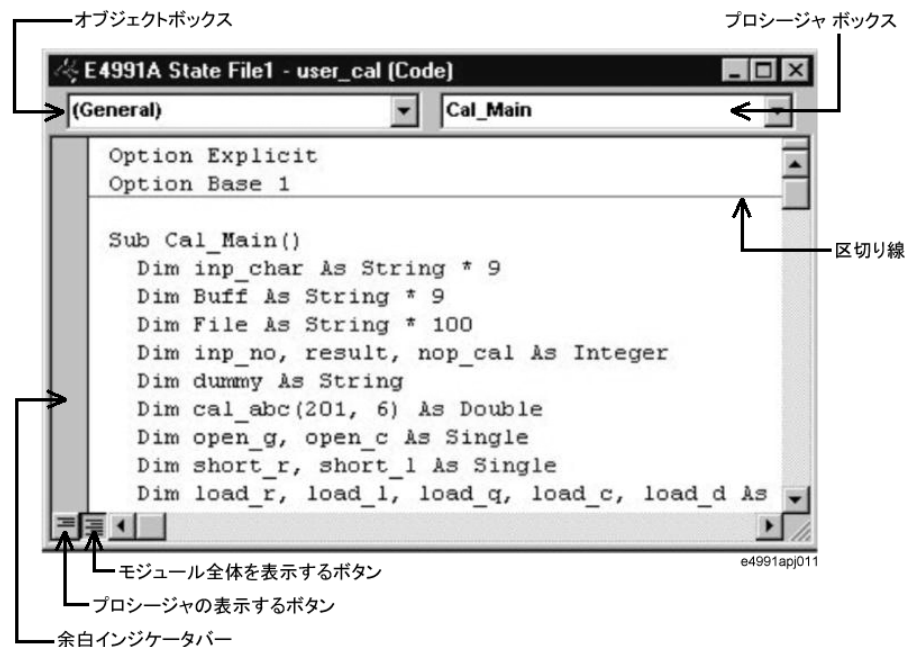 オブジェクトボックス
プロシージャ ボックス
E4991A State File1 - user_cal (Code)
(General)
Cal_Main
Option Explicit
Option Base 1
区切り線
Sub Cal_Main()
Dim inp_char As String * 9
Dim Buff As String * 9
Dim File As String * 100
Dim inp_no, result, nop_cal As Integer
Dim dummy As String
Dim cal_abc(201, 6) As Double
Dim open_g, open_c As Single
Dim short_r, short_l As Single
Dim load_r, load_l, load_q, load_c, load_d As
e4991apj011
モジュール全体を表示するボタン
プロシージャの表示するボタン
余白インジケータバー